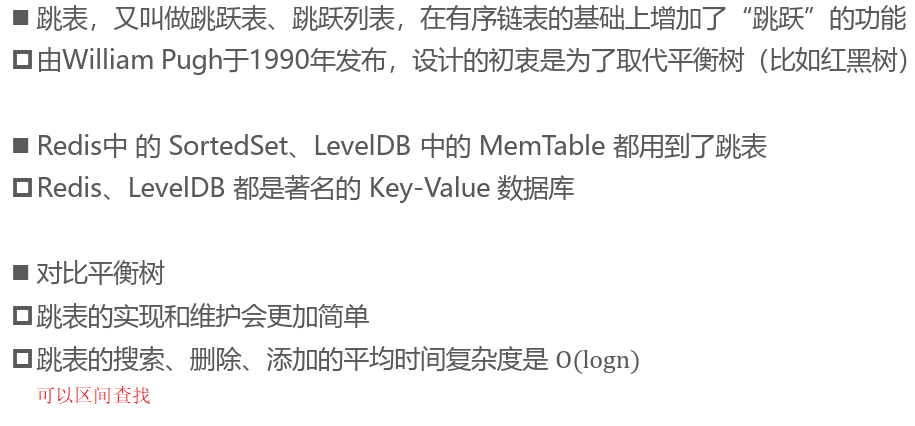 ■ 跳表，又叫做跳跃表、跳跃列表，在有序链表的基础上增加了“跳跃”的功能
□ 由William Pugh于1990年发布，设计的初衷是为了取代平衡树（比如红黑树）
■ Redis中 的 SortedSet、LevelDB 中的 MemTable 都用到了跳表
□ Redis、LevelDB 都是著名的 Key-Value 数据库
■ 对比平衡树
□ 跳表的实现和维护会更加简单
□ 跳表的搜索、删除、添加的平均时间复杂度是 O(logn)
可以区间查找